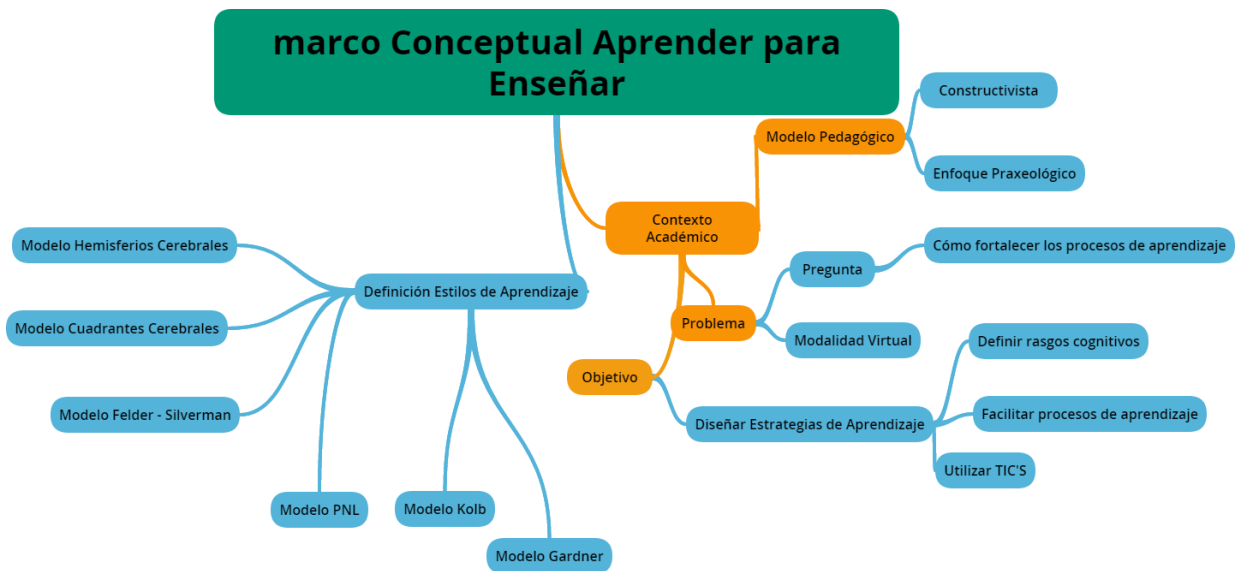 marco Conceptual Aprender para
Enseñar
Constructivista
Modelo Pedagógico
Enfoque Praxeológico
Contexto
Académico
Modelo Hemisferios Cerebrales
Cómo fortalecer los procesos de aprendizaje
Pregunta
Definición Estilos de Aprendizaje
Modelo Cuadrantes Cerebrales
Problema
Modalidad Virtual
Definir rasgos cognitivos
Objetivo
Modelo Felder - Silverman
Facilitar procesos de aprendizaje
Diseñar Estrategias de Aprendizaje
Utilizar TIC'S
Modelo PNL
Modelo Kolb
Modelo Gardner